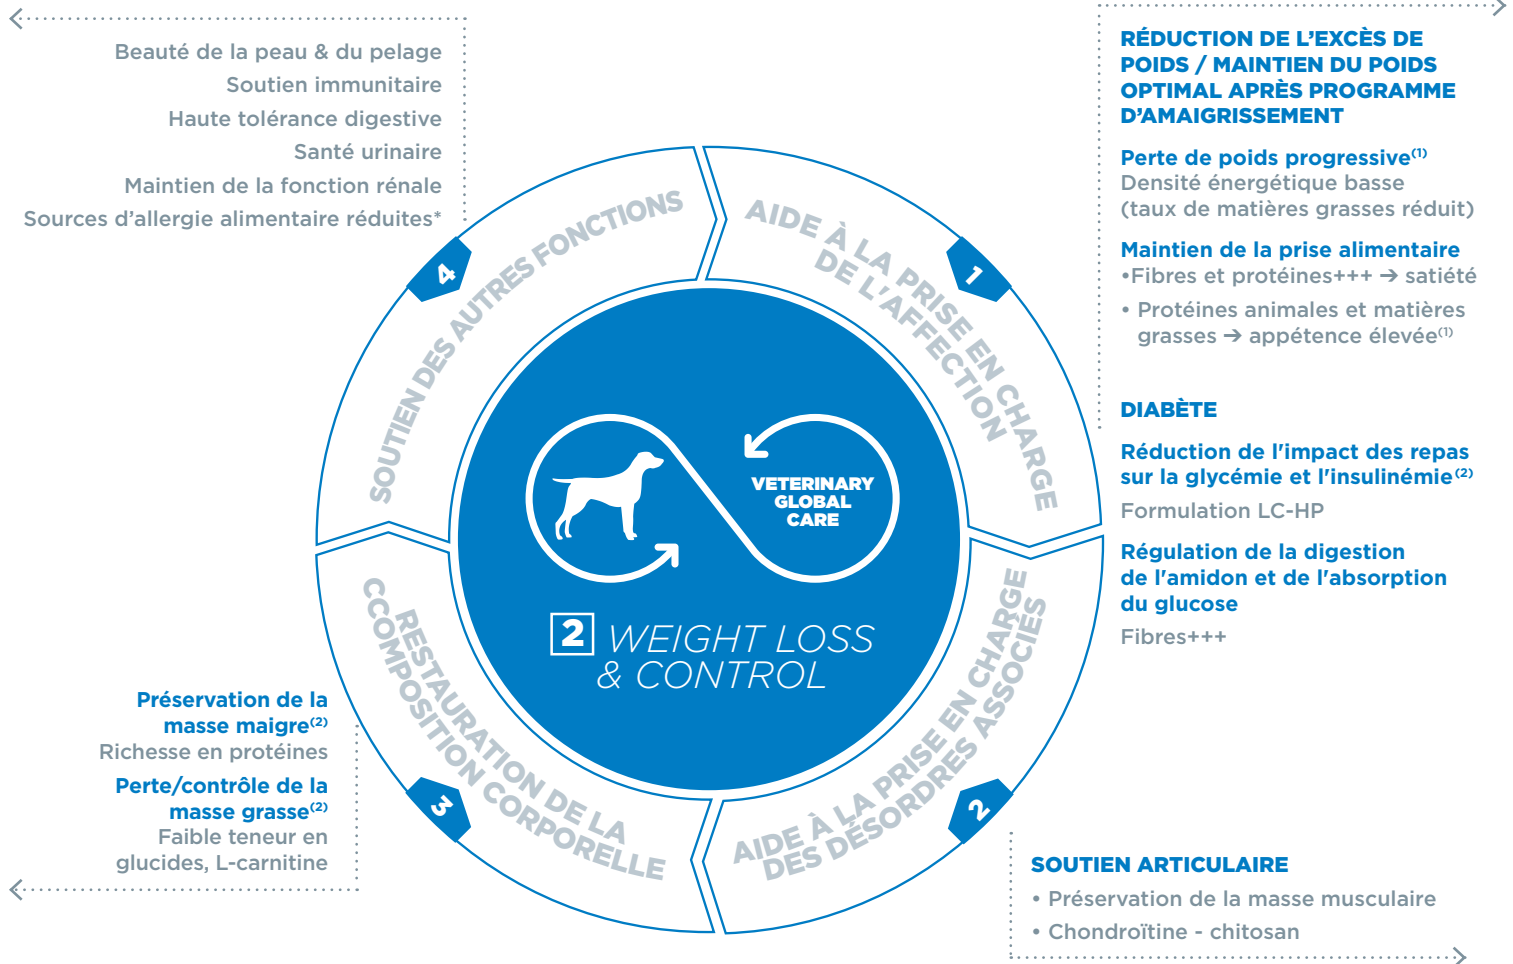 Beauté de la peau & du pelage
Soutien immunitaire
Haute tolérance digestive
Santé urinaire
Maintien de la fonction rénale
Sources d’allergie alimentaire réduites*
RÉDUCTION DE L’EXCÈS DE
POIDS / MAINTIEN DU POIDS
OPTIMAL APRÈS PROGRAMME
D’AMAIGRISSEMENT
Perte de poids progressive(1)
Densité énergétique basse
(taux de matières grasses réduit)
Maintien de la prise alimentaire
•Fibres et protéines+++ ➔ satiété
• Protéines animales et matières
grasses ➔ appétence élevée(1)
DIABÈTE
Réduction de l'impact des repas
sur la glycémie et l'insulinémie(2)
Formulation LC-HP
Régulation de la digestion
de l'amidon et de l'absorption
du glucose
Fibres+++
SOUTIEN DES AUTRES FONCTIONS
4
AIDE À LA PRISE EN CHARGE
DE L'AFFECTION
1
VETERINARY
GLOBAL
CARE
2 WEIGHT LOSS
& CONTROL
RESTAURATION DE LA
CCOMPOSITION CORPORELLE
3
AIDE À LA PRISE EN CHARGE
DES DÉSORDRES ASSOCIÉS
2
Préservation de la
masse maigre(2)
Richesse en protéines
Perte/contrôle de la
masse grasse(2)
Faible teneur en
glucides, L-carnitine
SOUTIEN ARTICULAIRE
• Préservation de la masse musculaire
• Chondroïtine - chitosan